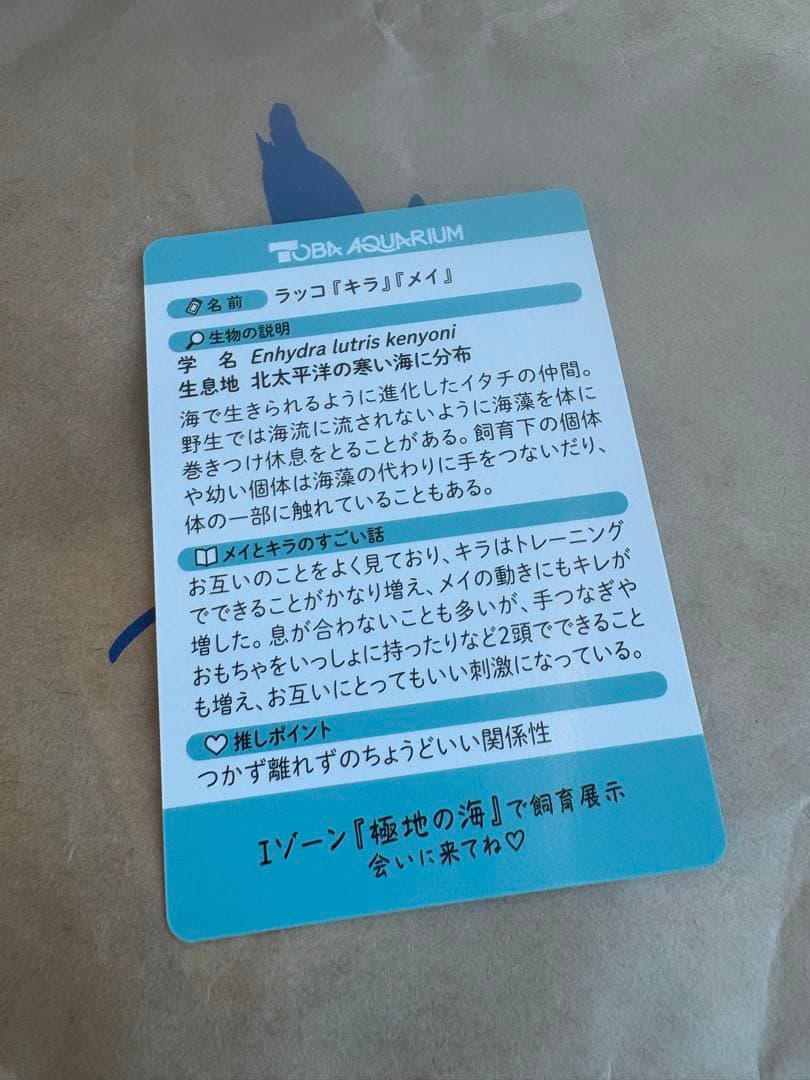 TOBA AQUARIUM
名前 ラッコ『キラ』『メイ』
生物の説明
学 名 Enhydra lutris kenyoni
生息地 北太平洋の寒い海に分布
海で生きられるように進化したイタチの仲間。
野生では海流に流されないように海藻を体に
巻きつけ休息をとることがある。飼育下の個体
や幼い個体は海藻の代わりに手をつないだり、
体の一部に触れていることもある。
メイとキラのすごい話
お互いのことをよく見ており、キラはトレーニング
でできることがかなり増え、メイの動きにもキレが
増した。息が合わないことも多いが、手つなぎや
おもちゃをいっしょに持ったりなど2頭でできること
も増え、お互いにとってもいい刺激になっている。
推しポイント
つかず離れずのちょうどいい関係性
Iゾーン『極地の海』で飼育展示
会いに来てね♡